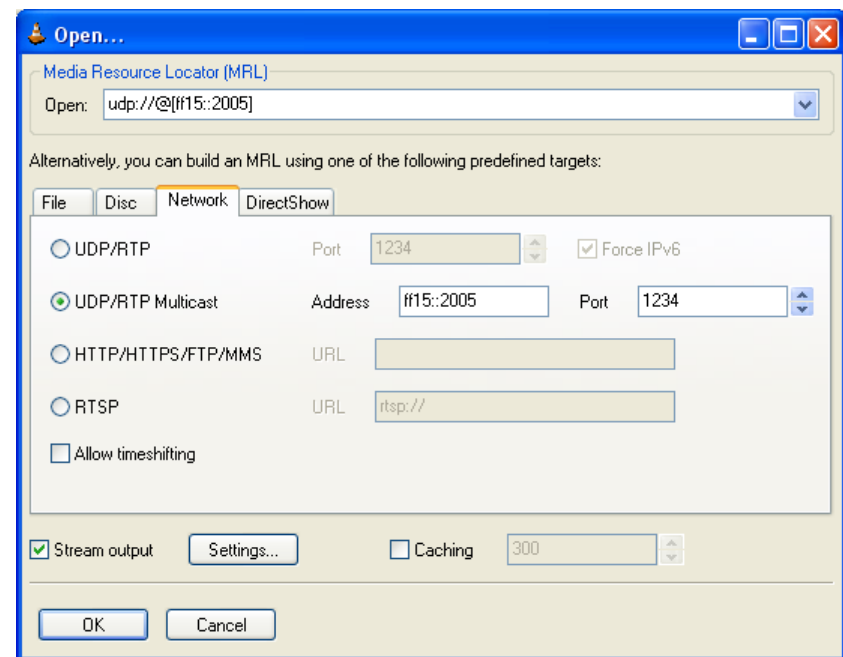 Open...
Media Resource Locator (MRL)
Open: udp://@[ff15::2005]
Alternatively, you can build an MRL using one of the following predefined targets:
File Disc Network DirectShow
UDP/RTP Port 1234 Force IPv6
UDP/RTP Multicast Address ff15::2005 Port 1234
HTTP/HTTPS/FTP/MMS URL
RTSP URL rtsp://
Allow timeshifting
Stream output Settings... Caching 300
OK Cancel